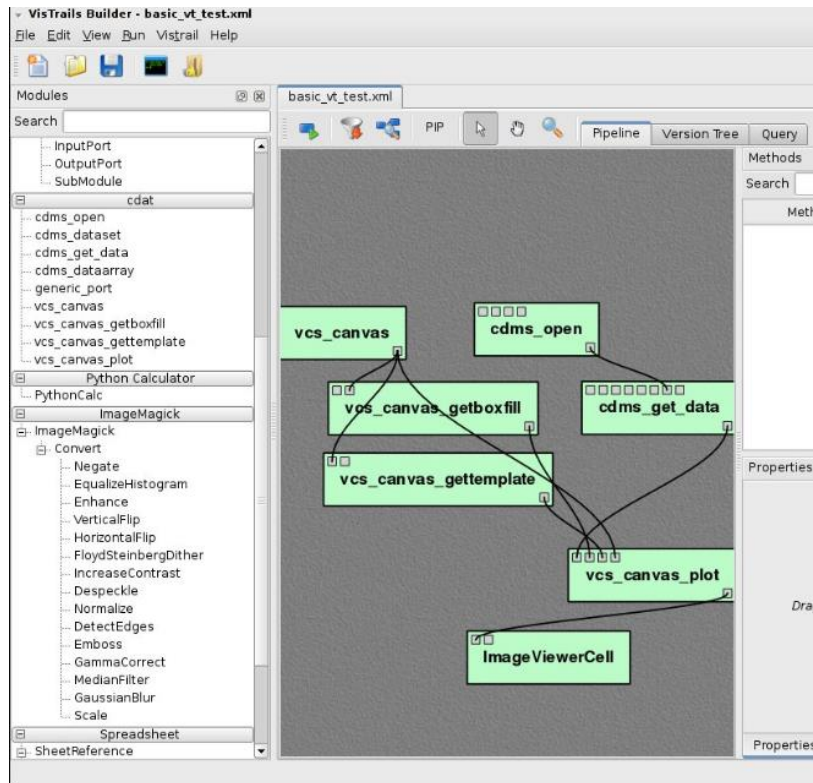 VisTrails Builder - basic_vt_test.xml
File Edit View Run Vistrail Help
Modules
Search
InputPort
OutputPort
SubModule
cdat
cdms_open
cdms_dataset
cdms_get_data
cdms_dataarray
generic_port
vcs_canvas
vcs_canvas_getboxfill
vcs_canvas_gettemplate
vcs_canvas_plot
Python Calculator
PythonCalc
ImageMagick
ImageMagick
Convert
Negate
EqualizeHistogram
Enhance
VerticalFlip
HorizontalFlip
FloydSteinbergDither
IncreaseContrast
Despeckle
Normalize
DetectEdges
Emboss
GammaCorrect
MedianFilter
GaussianBlur
Scale
Spreadsheet
SheetReference
basic_vt_test.xml
PIP
Pipeline Version Tree Query
vcs_canvas
cdms_open
vcs_canvas_getboxfill
cdms_get_data
vcs_canvas_gettemplate
vcs_canvas_plot
ImageViewerCell
Methods
Search
Meth
Properties
Dra
Properties